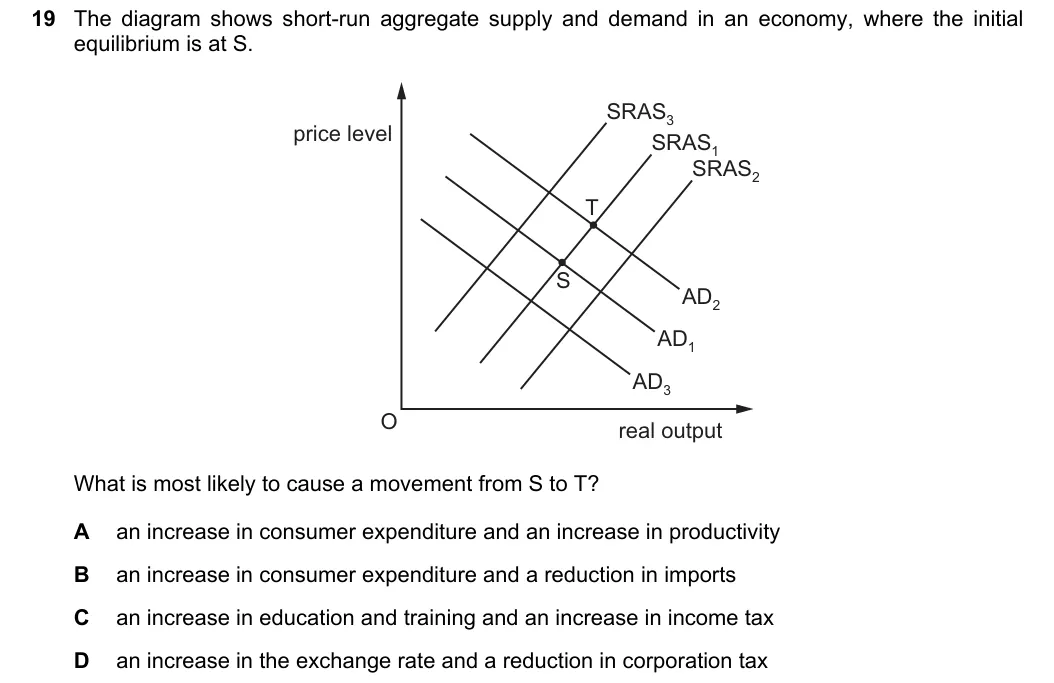 19 The diagram shows short-run aggregate supply and demand in an economy, where the initial
equilibrium is at S.
SRAS₃
price level
SRAS₁
SRAS₂
T
S
AD₂
AD₁
AD₃
O
real output
What is most likely to cause a movement from S to T?
A an increase in consumer expenditure and an increase in productivity
B an increase in consumer expenditure and a reduction in imports
C an increase in education and training and an increase in income tax
D an increase in the exchange rate and a reduction in corporation tax